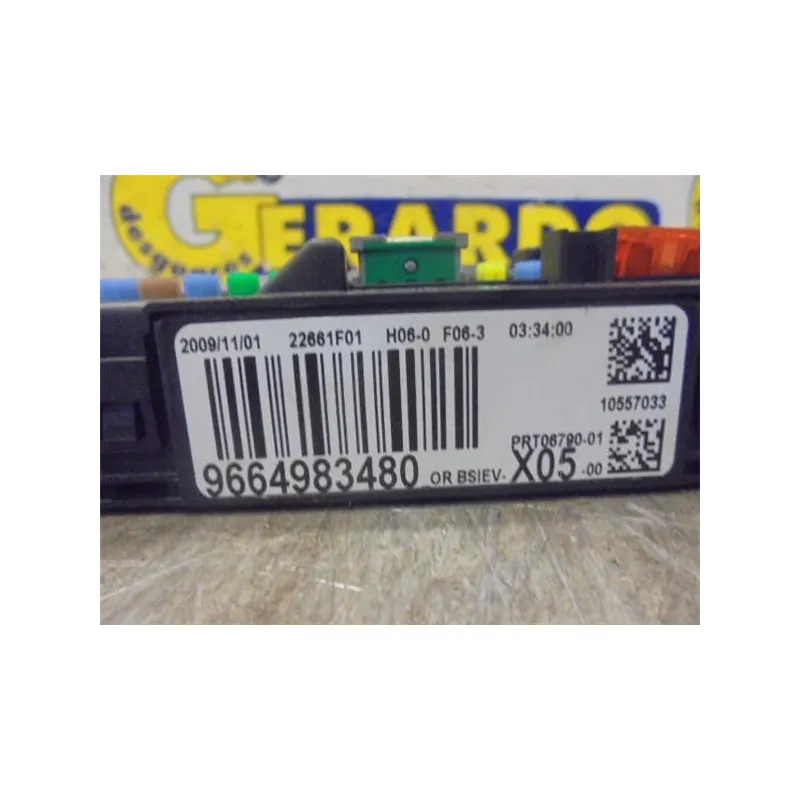 desguaces
GERARDO
2009/11/01 22661F01 H06-0 F06-3 03:34:00
10557033
PRT06790-01
9664983480 OR BSIEV- X05 -00